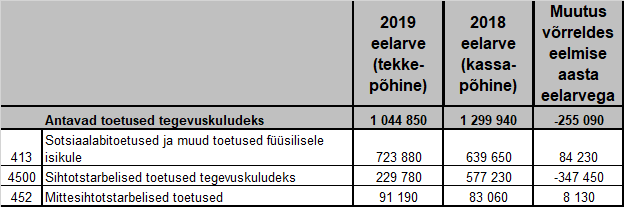 2019 eelarve (tekke-põhine) 2018 eelarve (kassa-põhine) Muutus võrreldes eelmise aasta eelarvega
Antavad toetused tegevuskuludeks 1 044 850 1 299 940 -255 090
413 Sotsiaalabitoetused ja muud toetused füüsilisele isikule 723 880 639 650 84 230
4500 Sihtotstarbelised toetused tegevuskuludeks 229 780 577 230 -347 450
452 Mittesihtotstarbelised toetused 91 190 83 060 8 130